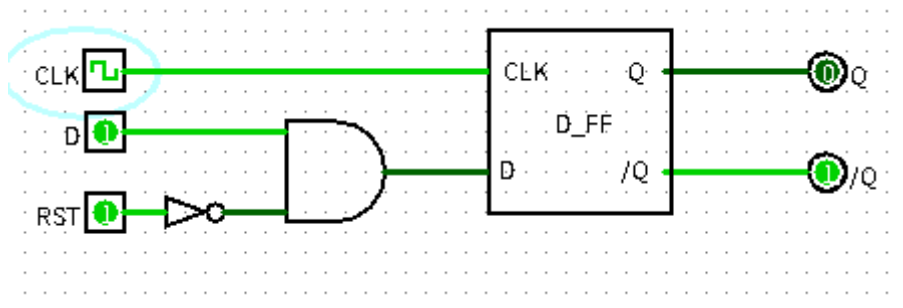 CLK
CLK Q
0 Q
D 1
D_FF
D /Q
1 /Q
RST 1